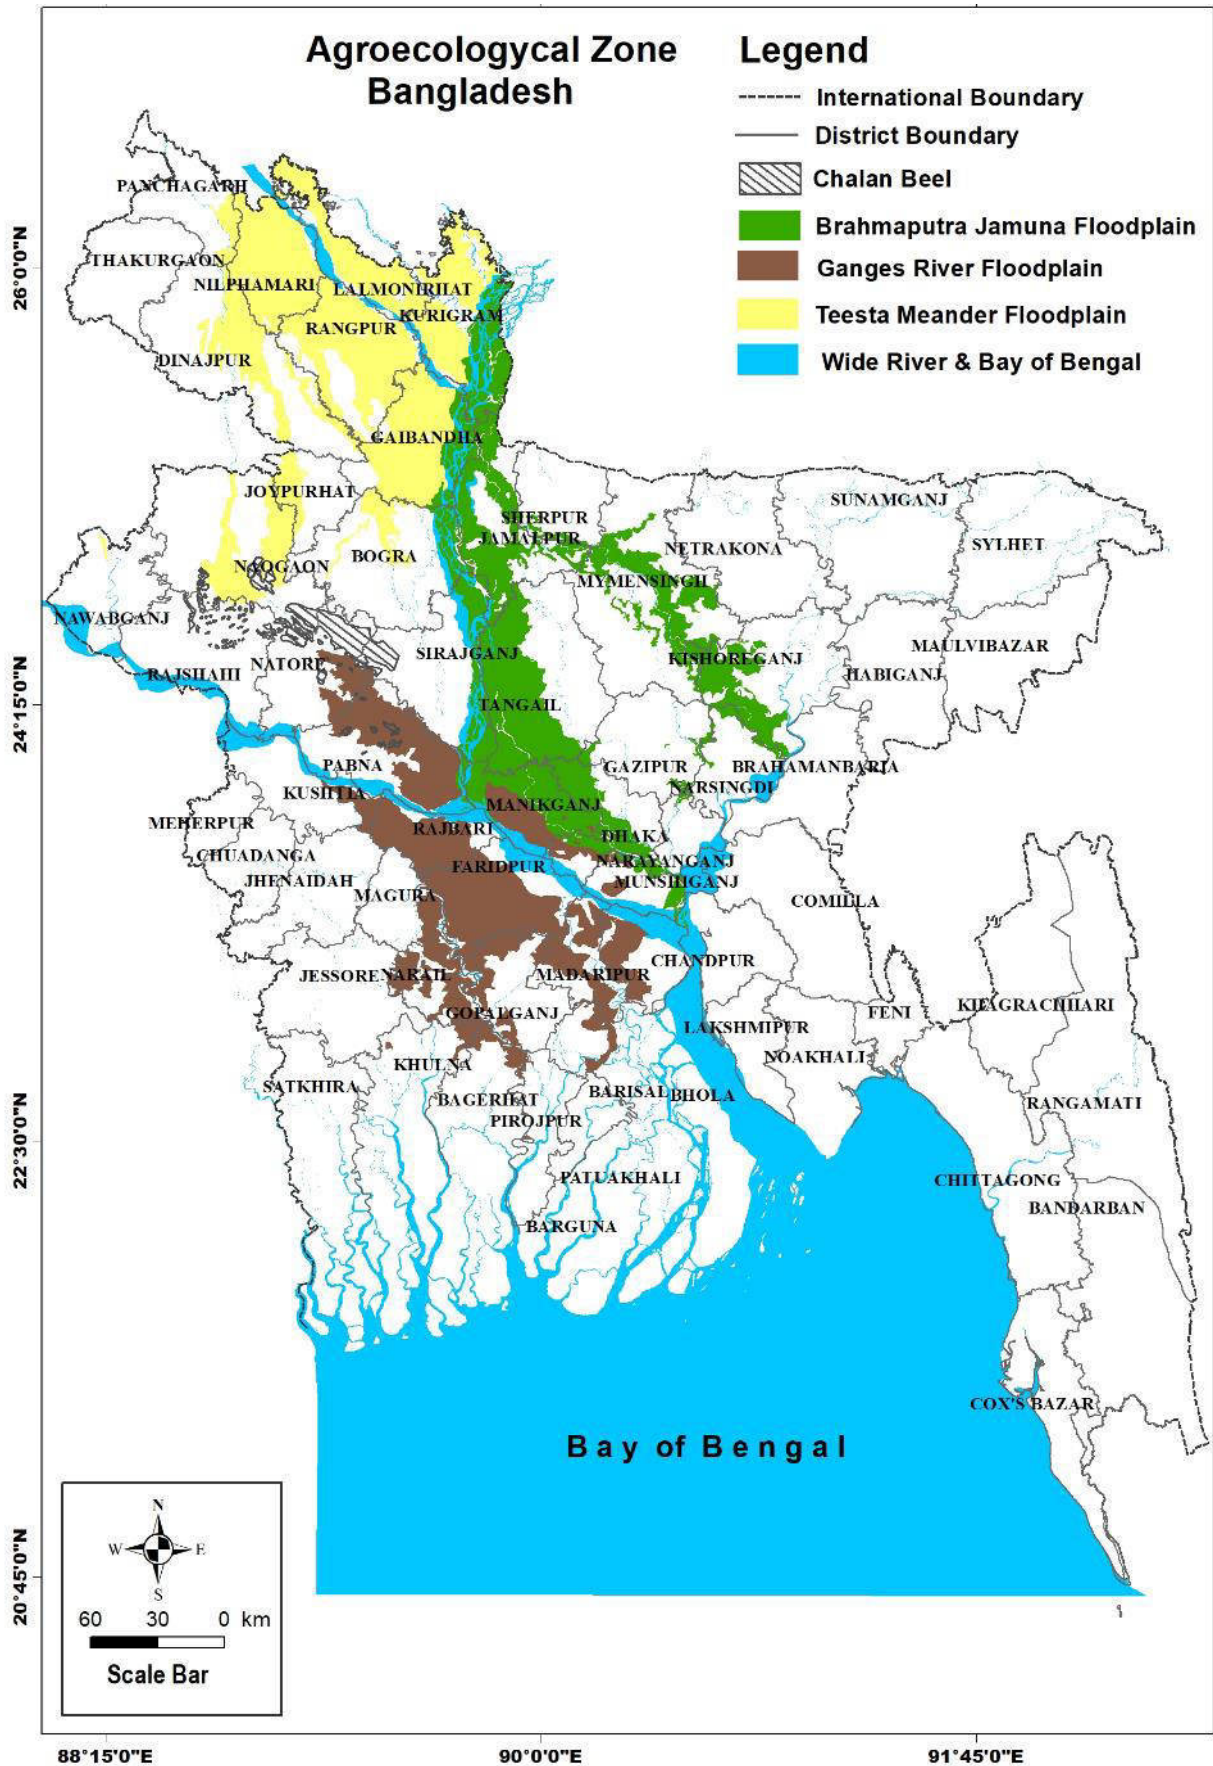 Agroecologycal Zone
Bangladesh
Legend
International Boundary
District Boundary
Chalan Beel
Brahmaputra Jamuna Floodplain
Ganges River Floodplain
Teesta Meander Floodplain
Wide River & Bay of Bengal
PANCHAGARH
THAKURGAON
NILPHAMARI
LALMONIRHAT
KURIGRAM
RANGPUR
DINAJPUR
GAIBANDHA
JOYPURHAT
SUNAMGANJ
SHERPUR
JAMALPUR
SYLHET
NETRAKONA
BOGRA
NAOGAON
MYMENSINGH
NAWABGANJ
MAULVIBAZAR
SIRAJGANJ
KISHOREGANJ
NATORE
RAJSHAHI
HABIGANJ
TANGAIL
PABNA
GAZIPUR
BRAHAMANBARIA
NARSINGDI
KUSHTIA
MANIKGANJ
MEHERPUR
RAJBARI
DHAKA
CHUADANGA
FARIDPUR
NARAYANGANJ
JHENAIDAH
MUNSHIGANJ
MAGURA
COMILLA
CHANDPUR
JESSORE
NARAIL
MADARIPUR
KHAGRACHHARI
GOPALGANJ
FENI
LAKSHMIPUR
NOAKHALI
KHULNA
SATKHIRA
BARISAL
BHOLA
BAGERHAT
RANGAMATI
PIROJPUR
PATUAKHALI
CHITTAGONG
BANDARBAN
BARGUNA
COX'S BAZAR
Bay of Bengal
N
W
E
S
60 30 0 km
Scale Bar
26°0'0"N
24°15'0"N
22°30'0"N
20°45'0"N
88°15'0"E
90°0'0"E
91°45'0"E